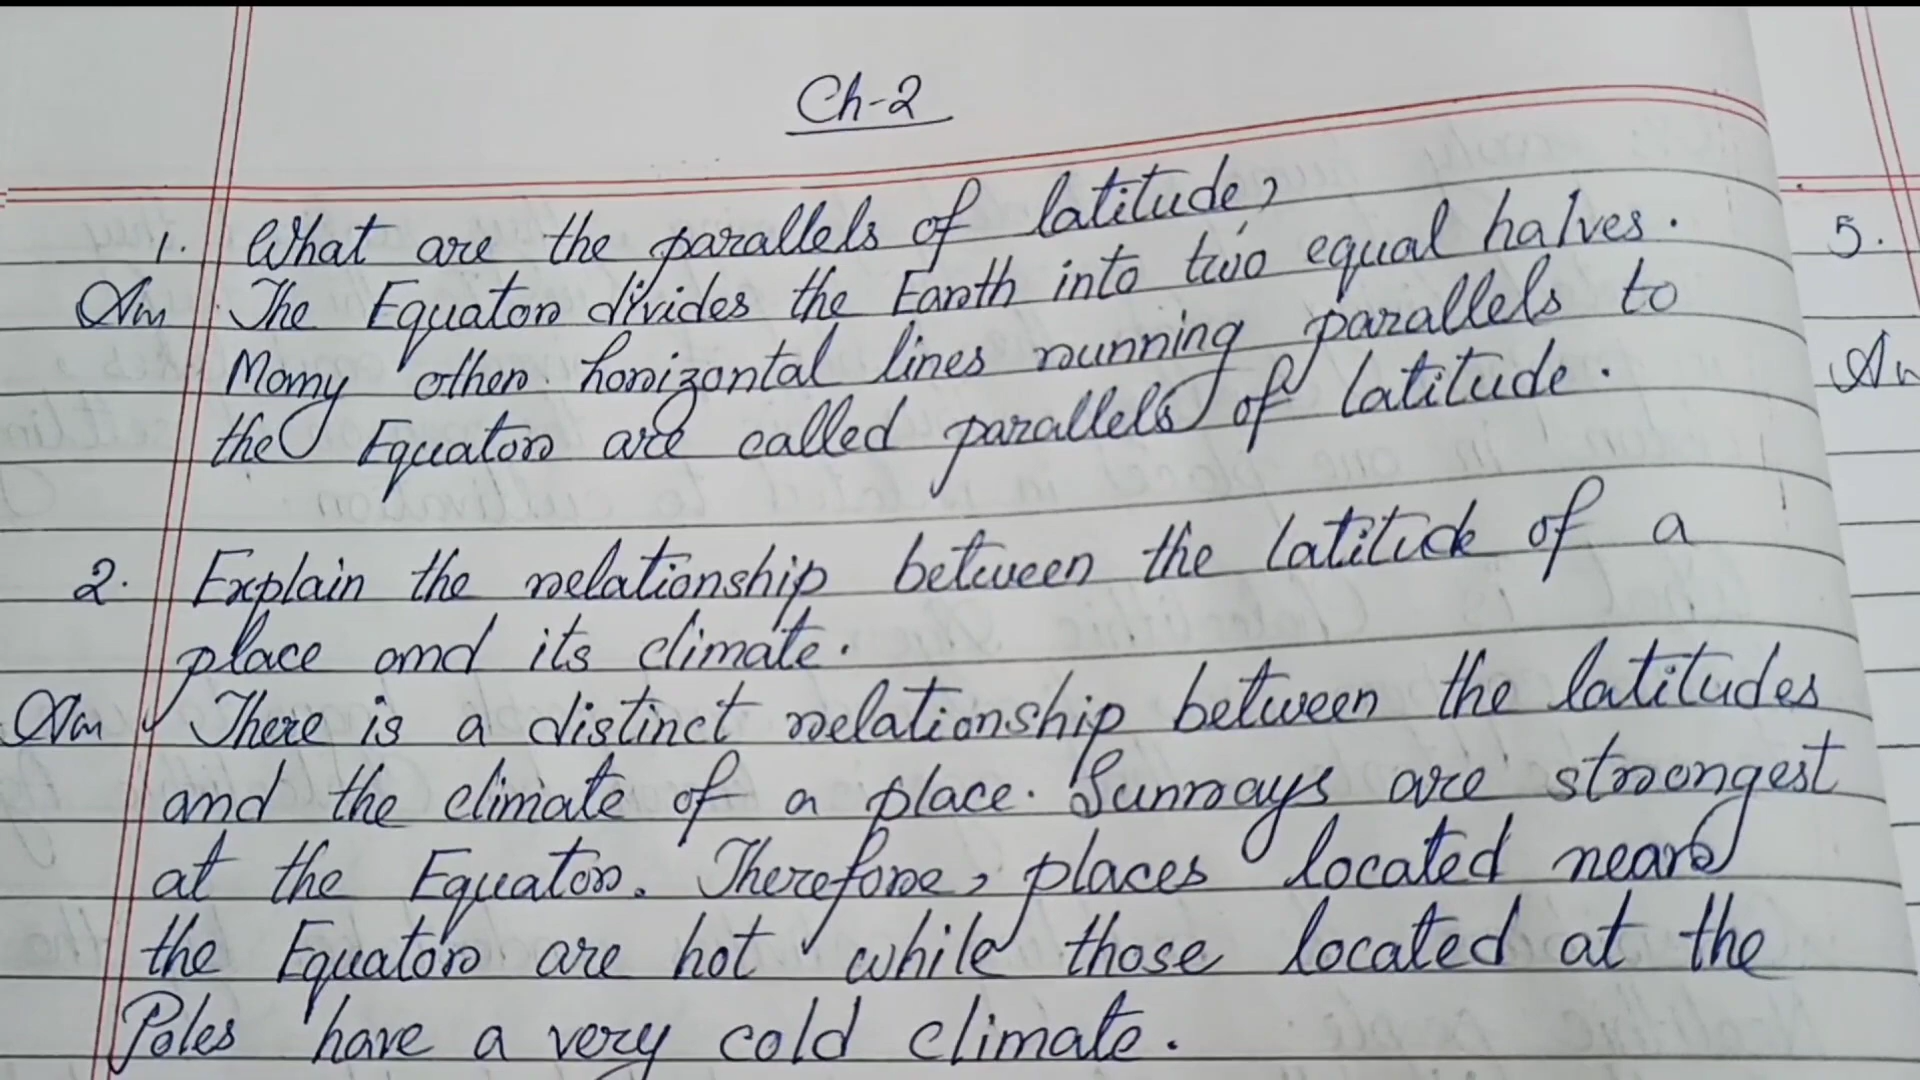 Ch-2
1. What are the parallels of latitude?
Ans The Equator divides the Earth into two equal halves.
Many other horizontal lines running parallels to
the Equator are called parallels of latitude.
2. Explain the relationship between the latitude of a
place and its climate.
Ans There is a distinct relationship between the latitudes
and the climate of a place. Sunrays are strongest
at the Equator. Therefore, places located near
the Equator are hot while those located at the
Poles have a very cold climate.
5.